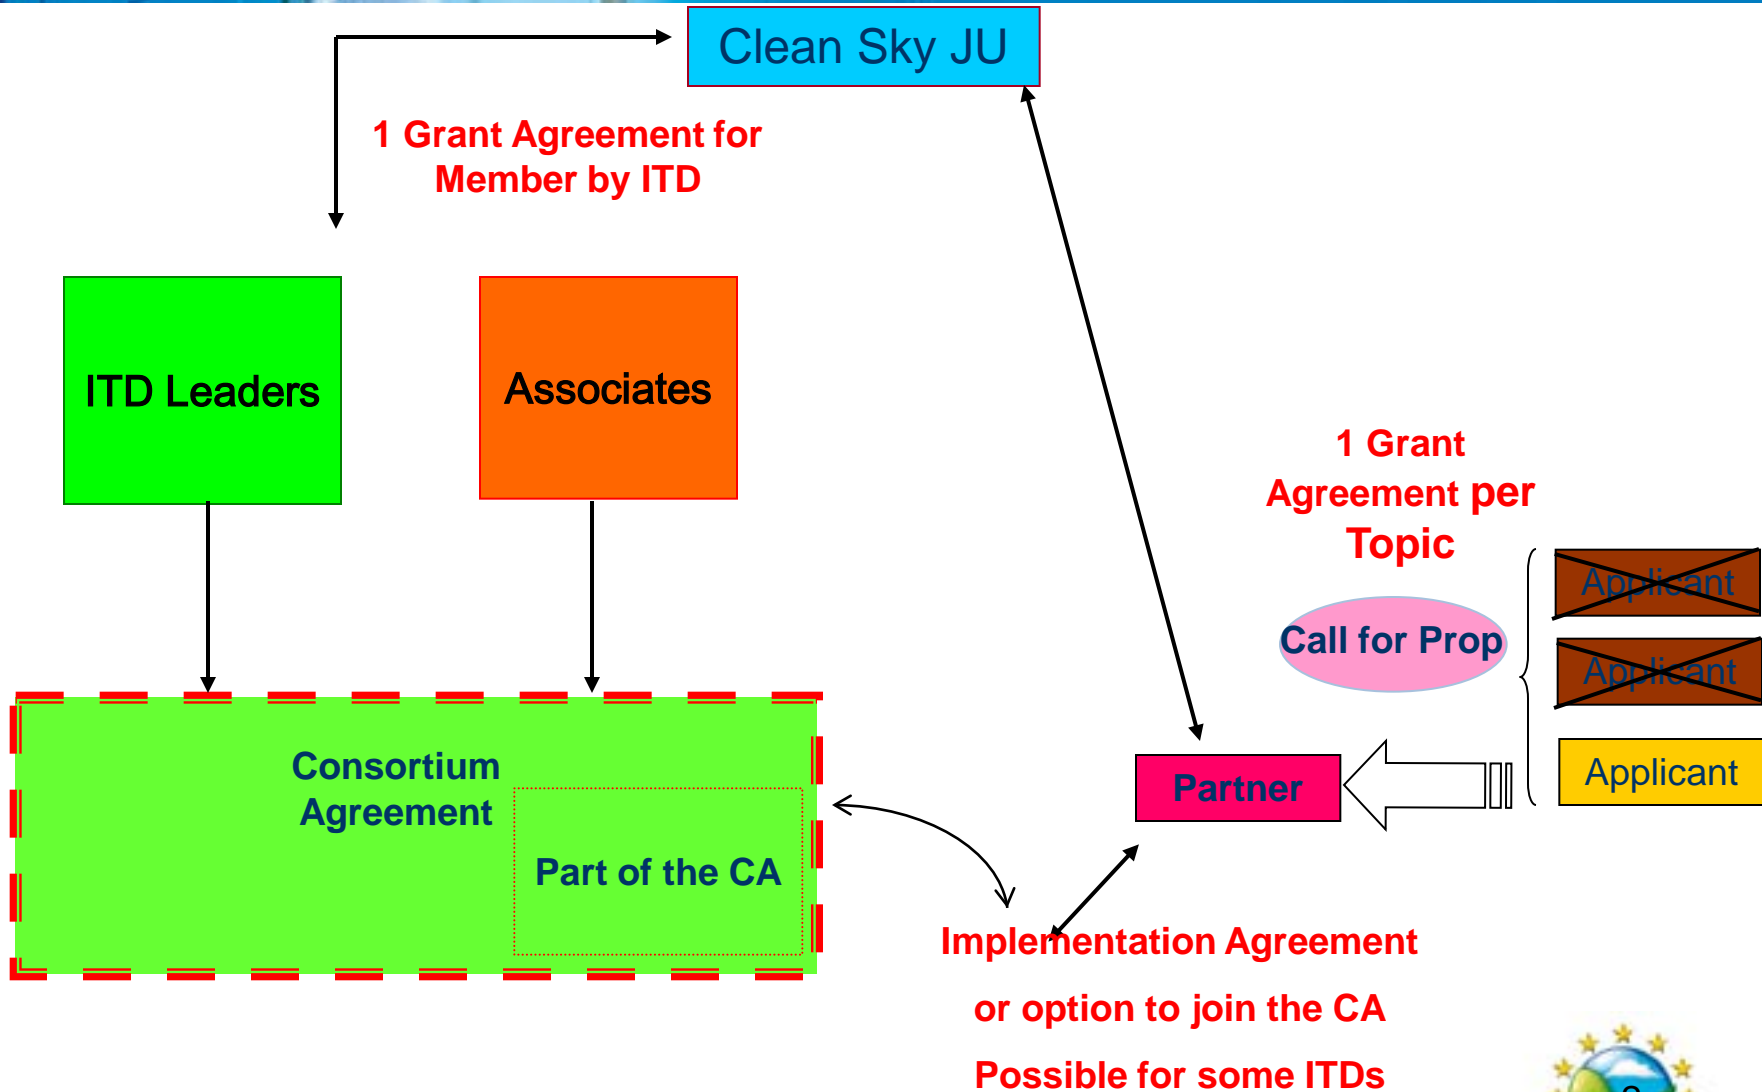 Clean Sky JU
1 Grant Agreement for
Member by ITD
ITD Leaders
Associates
1 Grant
Agreement per
Topic
Applicant
Call for Prop
Applicant
Consortium
Agreement
Partner
Applicant
Part of the CA
Implementation Agreement
or option to join the CA
Possible for some ITDs